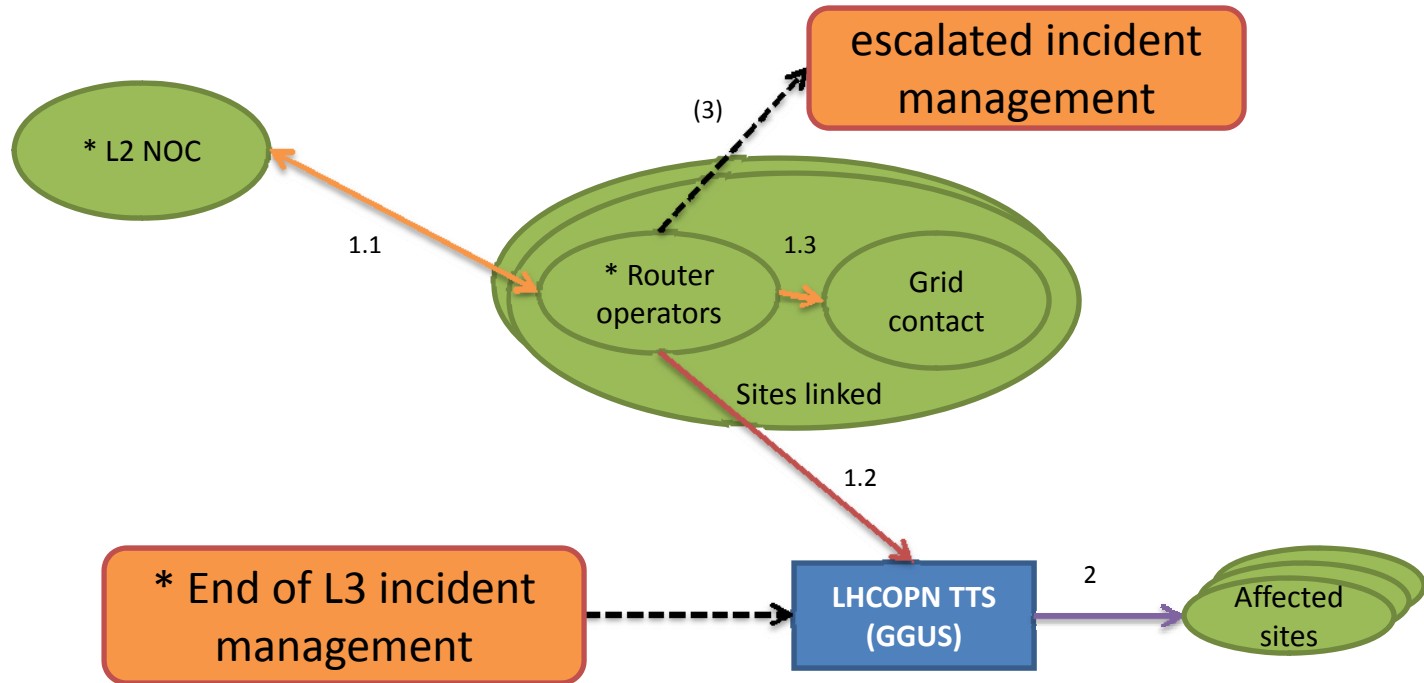 escalated incident
management
(3)
* L2 NOC
1.1
1.3
* Router
operators
Grid
contact
Sites linked
1.2
* End of L3 incident
management
LHCOPN TTS
(GGUS)
2
Affected
sites